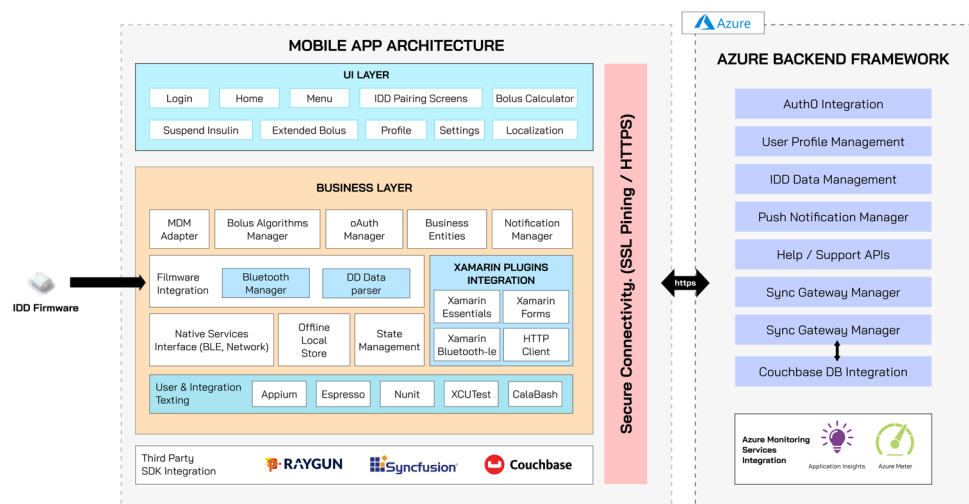 Azure
MOBILE APP ARCHITECTURE
AZURE BACKEND FRAMEWORK
UI LAYER
Login
Home
Menu
IDD Pairing Screens
Bolus Calculator
Suspend Insulin
Extended Bolus
Profile
Settings
Localization
BUSINESS LAYER
MDM
Adapter
Bolus Algorithms
Manager
oAuth
Manager
Business
Entities
Notification
Manager
Filmware
Integration
Bluetooth
Manager
DD Data
parser
XAMARIN PLUGINS
INTEGRATION
Xamarin
Essentials
Xamarin
Forms
Xamarin
Bluetooth-le
HTTP
Client
Native Services
Interface (BLE, Network)
Offline
Local
Store
State
Management
User & Integration
Texting
Appium
Espresso
Nunit
XCUTest
CalaBash
Third Party
SDK Integration
RAYGUN
Syncfusion
Couchbase
IDD Firmware
Secure Connectivity, (SSL Pining / HTTPS)
https
Auth0 Integration
User Profile Management
IDD Data Management
Push Notification Manager
Help / Support APIs
Sync Gateway Manager
Sync Gateway Manager
Couchbase DB Integration
Azure Monitoring
Services
Integration
Application Insights
Azure Meter